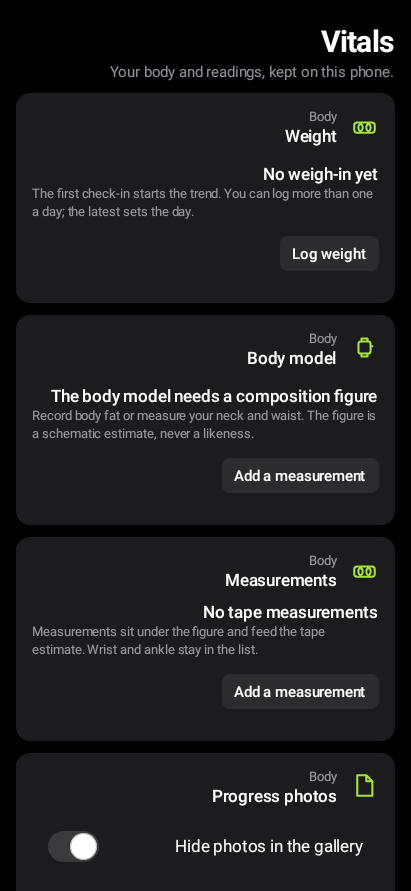 Vitals
Your body and readings, kept on this phone.
Body
Weight
No weigh-in yet
The first check-in starts the trend. You can log more than one
a day; the latest sets the day.
Log weight
Body
Body model
The body model needs a composition figure
Record body fat or measure your neck and waist. The figure is
a schematic estimate, never a likeness.
Add a measurement
Body
Measurements
No tape measurements
Measurements sit under the figure and feed the tape
estimate. Wrist and ankle stay in the list.
Add a measurement
Body
Progress photos
Hide photos in the gallery